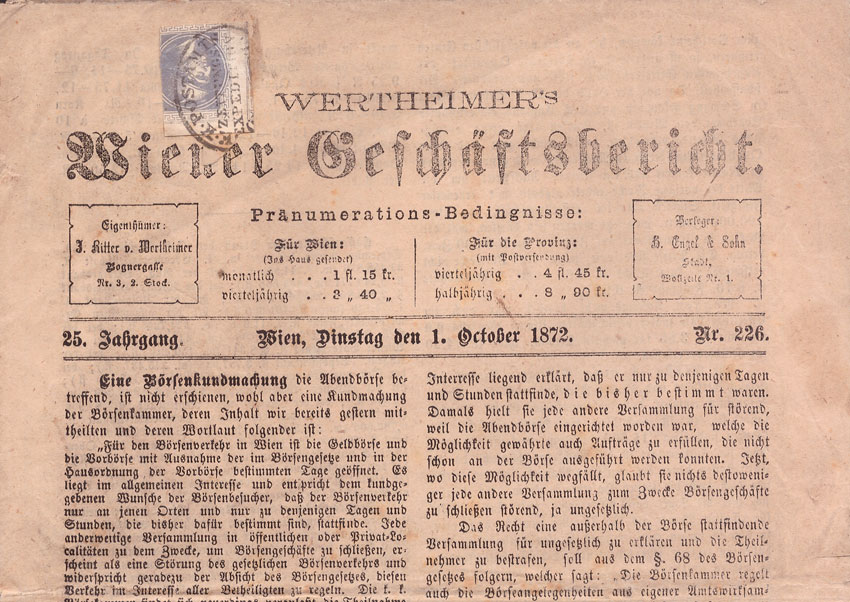 K. K. POSTAMT
ZEITUNGS
EXPEDIT
WERTHEIMER'S
Wiener Geschäftsbericht.
Pränumerations-Bedingnisse:
Eigenthümer:
J. Ritter v. Wertheimer
Bognergasse
Nr. 3, 2. Stock.
Für Wien:
(Ins Haus gesendet)
monatlich . . . 1 fl. 15 kr.
vierteljährig . . 3 „ 40 „
Für die Provinz:
(mit Postversendung)
vierteljährig . . 4 fl. 45 kr.
halbjährig . . . 8 „ 90 kr.
Verleger:
H. Engel & Sohn
Stadt,
Wollzeile Nr. 1.
25. Jahrgang.
Wien, Dinstag den 1. October 1872.
Nr. 226.
Eine Börsenkundmachung die Abendbörse be-
treffend, ist nicht erschienen, wohl aber eine Kundmachung
der Börsenkammer, deren Inhalt wir bereits gestern mit-
theilten und deren Wortlaut folgender ist:
„Für den Börsenverkehr in Wien ist die Geldbörse und
die Vorbörse mit Ausnahme der im Börsengesetz und in der
Hausordnung der Vorbörse bestimmten Tage geöffnet. Es
liegt im allgemeinen Interesse und entspricht dem kundge-
gebenen Wunsche der Börsenbesucher, daß der Börsenverkehr
nur an jenen Orten und nur zu denjenigen Tagen und
Stunden, die bisher dafür bestimmt sind, stattfinde. Jede
anderweitige Versammlung in öffentlichen oder Privat-Lo-
calitäten zu dem Zwecke, um Börsengeschäfte zu schließen, er-
scheint als eine Störung des gesetzlichen Börsenverkehrs und
widerspricht geradezu der Absicht des Börsengesetzes, diesen
Verkehr im Interesse aller Betheiligten zu regeln. Die k. k.
Interresse liegend erklärt, daß er nur zu denjenigen Tagen
und Stunden stattfinde, die bisher bestimmt waren.
Damals hielt sie jede andere Versammlung für störend,
weil die Abendbörse eingerichtet worden war, welche die
Möglichkeit gewährte auch Aufträge zu erfüllen, die nicht
schon an der Börse ausgeführt werden konnten. Jetzt,
wo diese Möglichkeit wegfällt, glaubt sie nichts destoweni-
ger jede andere Versammlung zum Zwecke Börsengeschäfte
zu schließen störend, ja ungesetzlich.
Das Recht eine außerhalb der Börse stattfindende
Versammlung für ungesetzlich zu erklären und die Theil-
nehmer zu bestrafen, soll aus dem §. 68 des Börsen-
gesetzes folgern, welcher sagt: „Die Börsenkammer regelt
auch die Börseangelegenheiten aus eigener Amtswirksam-